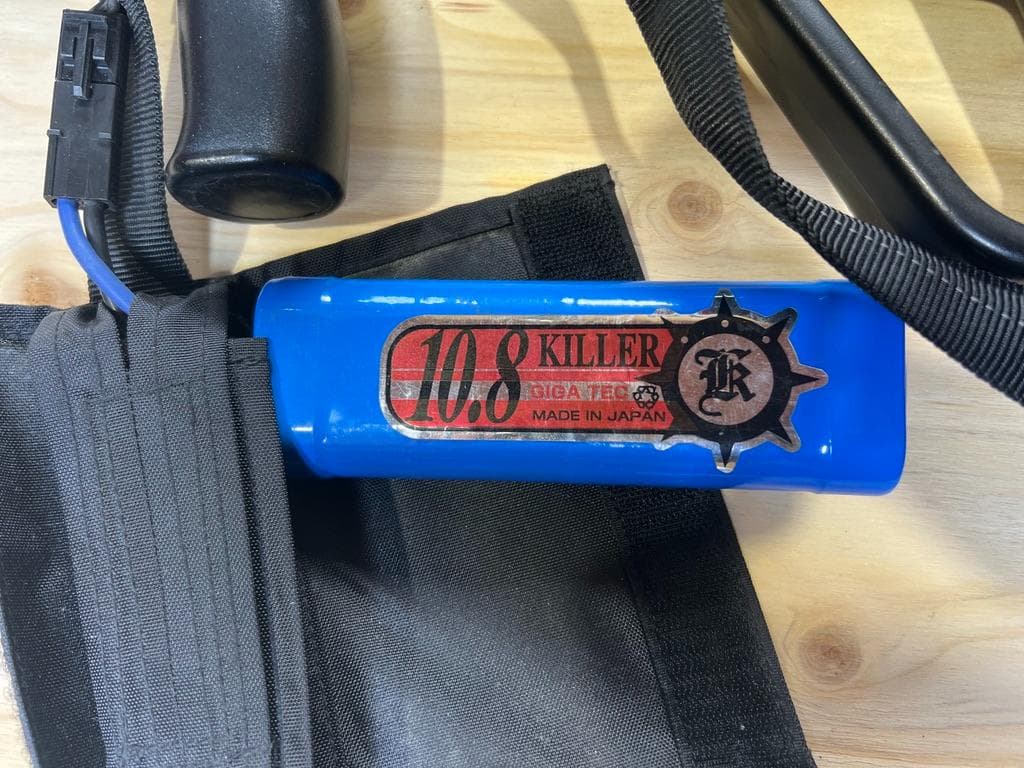 10.8 KILLER
GIGA TEC
MADE IN JAPAN
K